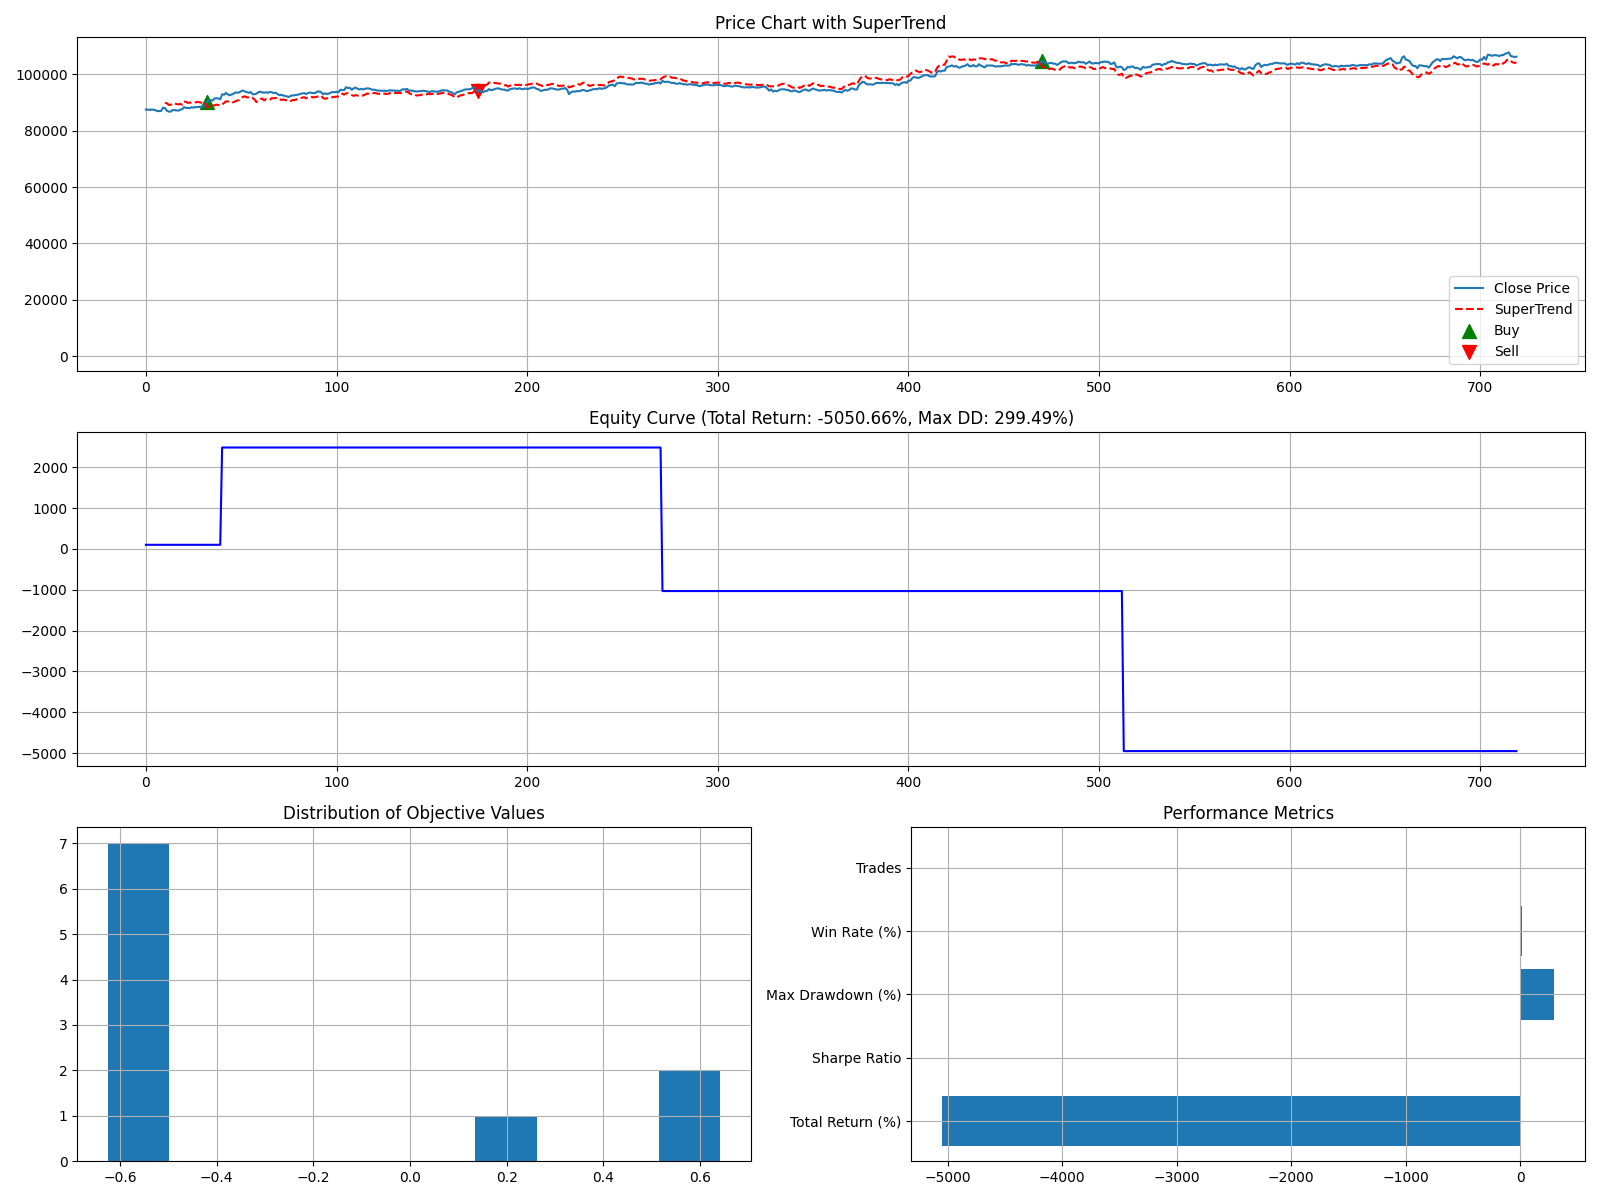 Price Chart with SuperTrend
100000
80000
60000
40000
20000
0
Close Price
SuperTrend
Buy
Sell
0 100 200 300 400 500 600 700
Equity Curve (Total Return: -5050.66%, Max DD: 299.49%)
2000
1000
0
−1000
−2000
−3000
−4000
−5000
0 100 200 300 400 500 600 700
Distribution of Objective Values
7
6
5
4
3
2
1
0
−0.6 −0.4 −0.2 0.0 0.2 0.4 0.6
Performance Metrics
Trades
Win Rate (%)
Max Drawdown (%)
Sharpe Ratio
Total Return (%)
−5000 −4000 −3000 −2000 −1000 0